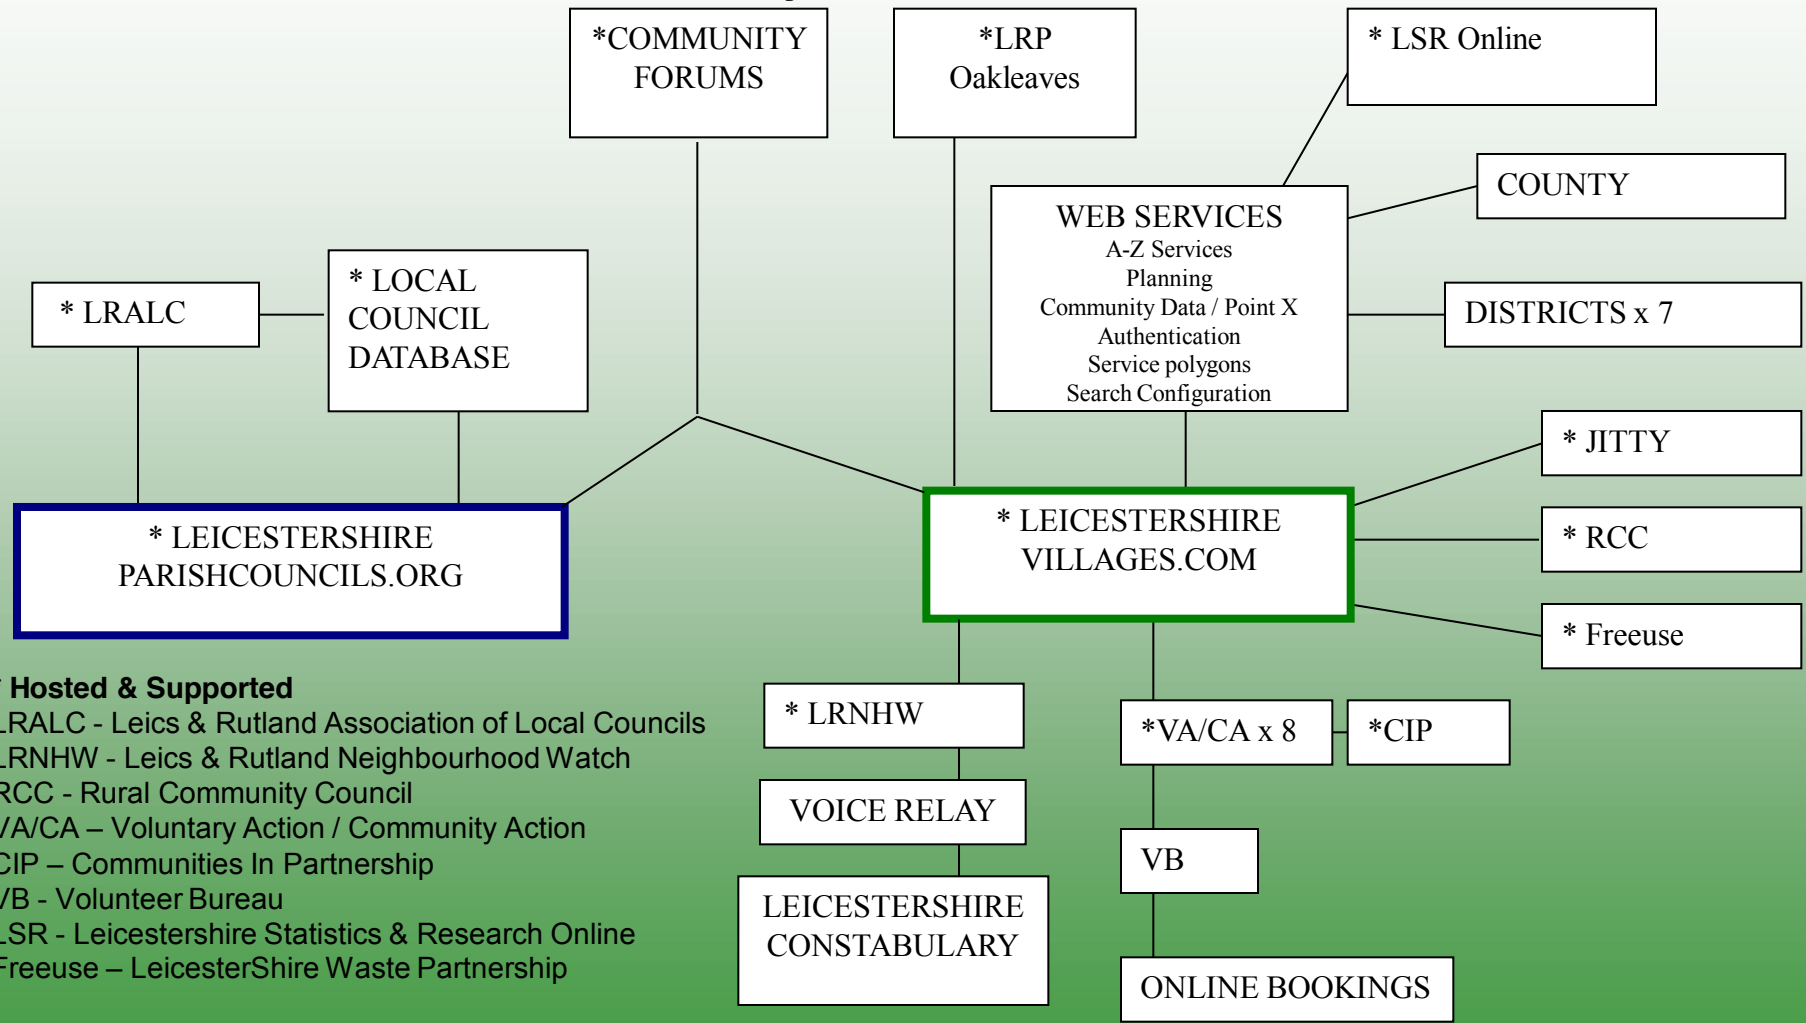 *COMMUNITY
FORUMS
*LRP
Oakleaves
* LSR Online
COUNTY
WEB SERVICES
A-Z Services
Planning
Community Data / Point X
Authentication
Service polygons
Search Configuration
* LRALC
* LOCAL
COUNCIL
DATABASE
DISTRICTS x 7
* JITTY
* LEICESTERSHIRE
PARISHCOUNCILS.ORG
* LEICESTERSHIRE
VILLAGES.COM
* RCC
* Freeuse
* Hosted & Supported
LRALC - Leics & Rutland Association of Local Councils
LRNHW - Leics & Rutland Neighbourhood Watch
RCC - Rural Community Council
VA/CA – Voluntary Action / Community Action
CIP – Communities In Partnership
VB - Volunteer Bureau
LSR - Leicestershire Statistics & Research Online
Freeuse – LeicesterShire Waste Partnership
* LRNHW
*VA/CA x 8
*CIP
VOICE RELAY
VB
LEICESTERSHIRE
CONSTABULARY
ONLINE BOOKINGS